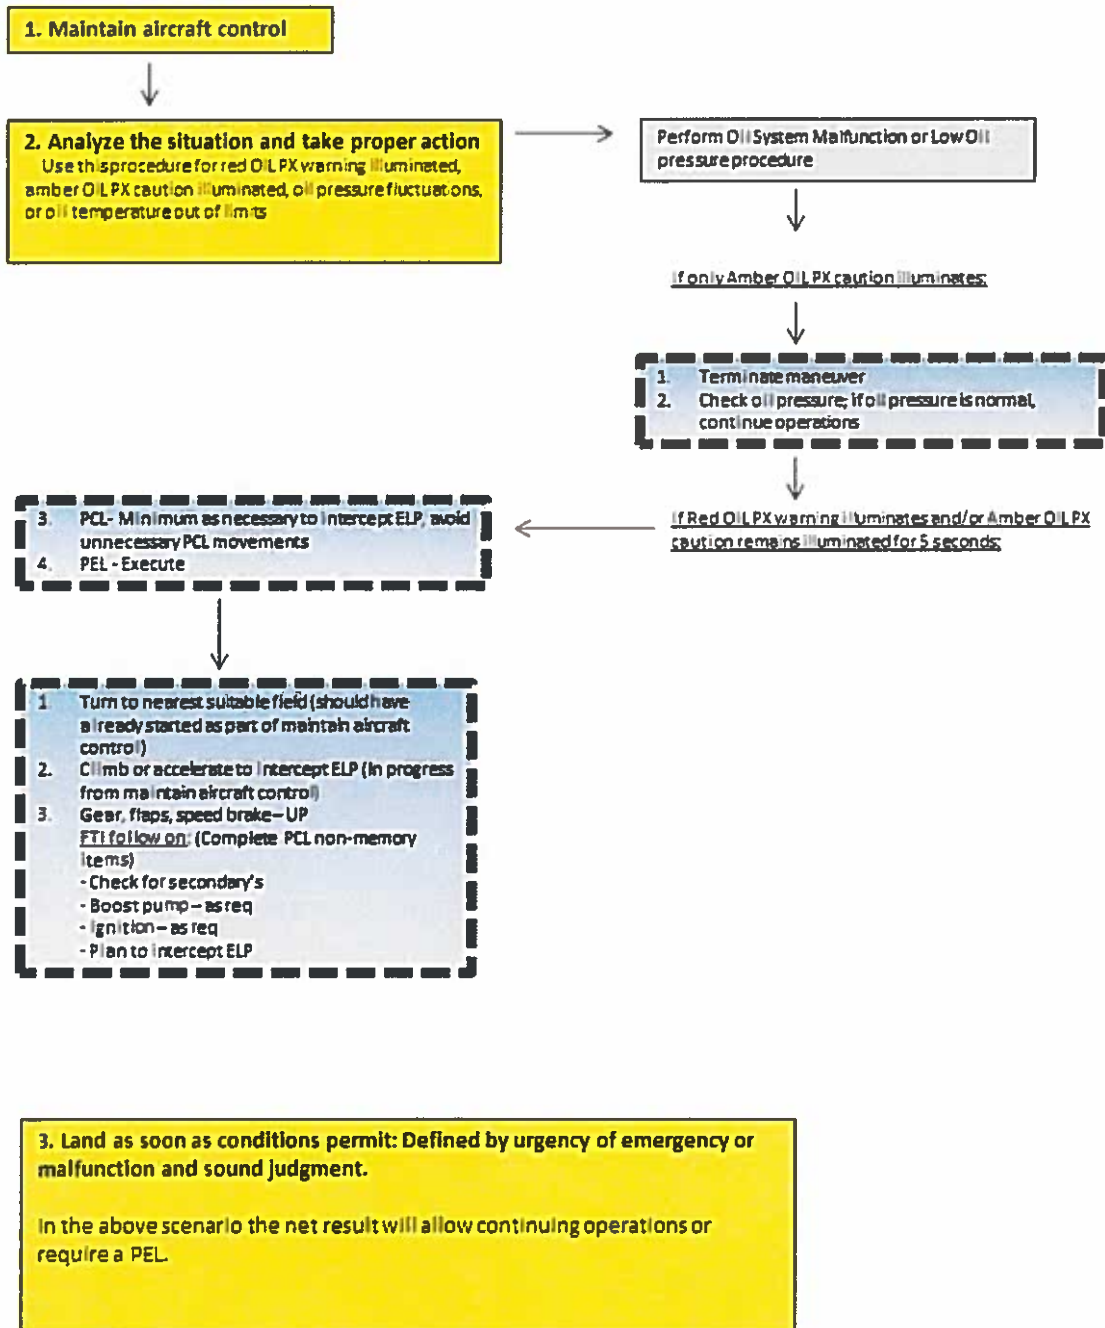 1. Maintain aircraft control
2. Analyze the situation and take proper action
Use thisprocedure for red OIL PX warning illuminated,
amber OIL PX caution illuminated, oil pressure fluctuations,
or oil temperature out of limits
Perform Oil System Malfunction or Low Oil
pressure procedure
If only Amber OIL PX caution illuminates:
1. Terminate maneuver
2. Check oil pressure; if oil pressure is normal,
continue operations
If Red OIL PX warning illuminates and/or Amber OIL PX
caution remains illuminated for 5 seconds:
3. PCL- Minimum as necessary to intercept ELP, avoid
unnecessary PCL movements
4. PEL - Execute
1 Turn to nearest suitable field (should have
already started as part of maintain aircraft
control)
2. Climb or accelerate to intercept ELP (In progress
from maintain aircraft control)
3. Gear, flaps, speed brake – UP
FTI follow on: (Complete PCL non-memory
items)
- Check for secondary's
- Boost pump – as req
- Ignition – as req
- Plan to intercept ELP
3. Land as soon as conditions permit: Defined by urgency of emergency or
malfunction and sound judgment.
In the above scenario the net result will allow continuing operations or
require a PEL.